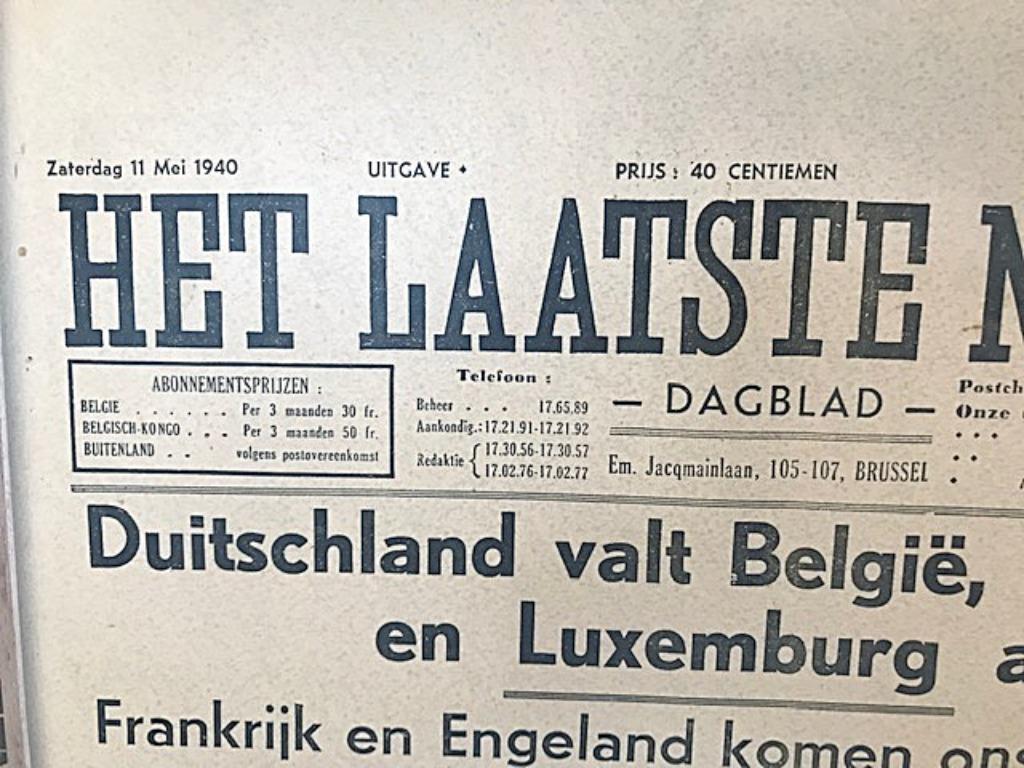 Zaterdag 11 Mei 1940 UITGAVE ♦ PRIJS : 40 CENTIEMEN
HET LAATSTE N
ABONNEMENTSPRIJZEN :
BELGIE . . . . . . Per 3 maanden 30 fr.
BELGISCH-KONGO . . . Per 3 maanden 50 fr.
BUITENLAND . . volgens postovereenkomst
Telefoon :
Beheer . . . 17.65.89
Aankondig.: 17.21.91-17.21.92
Redaktie { 17.30.56-17.30.57
17.02.76-17.02.77
— DAGBLAD —
Em. Jacqmainlaan, 105-107, BRUSSEL
Postch
Onze
Duitschland valt België,
en Luxemburg a
Frankrijk en Engeland komen ons